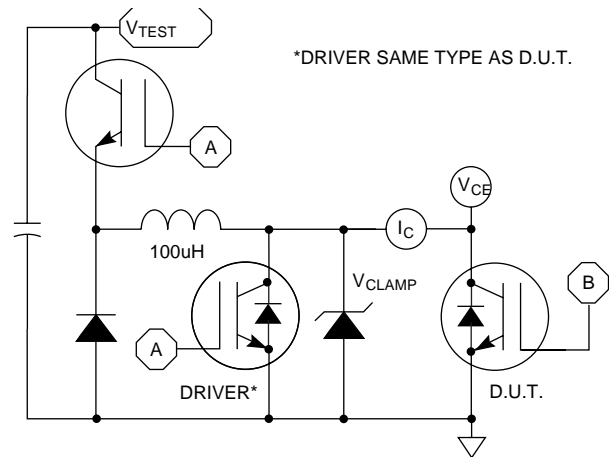 VTEST
*DRIVER SAME TYPE AS D.U.T.
A
VCE
IC
100uH
VCLAMP
B
A
DRIVER*
D.U.T.